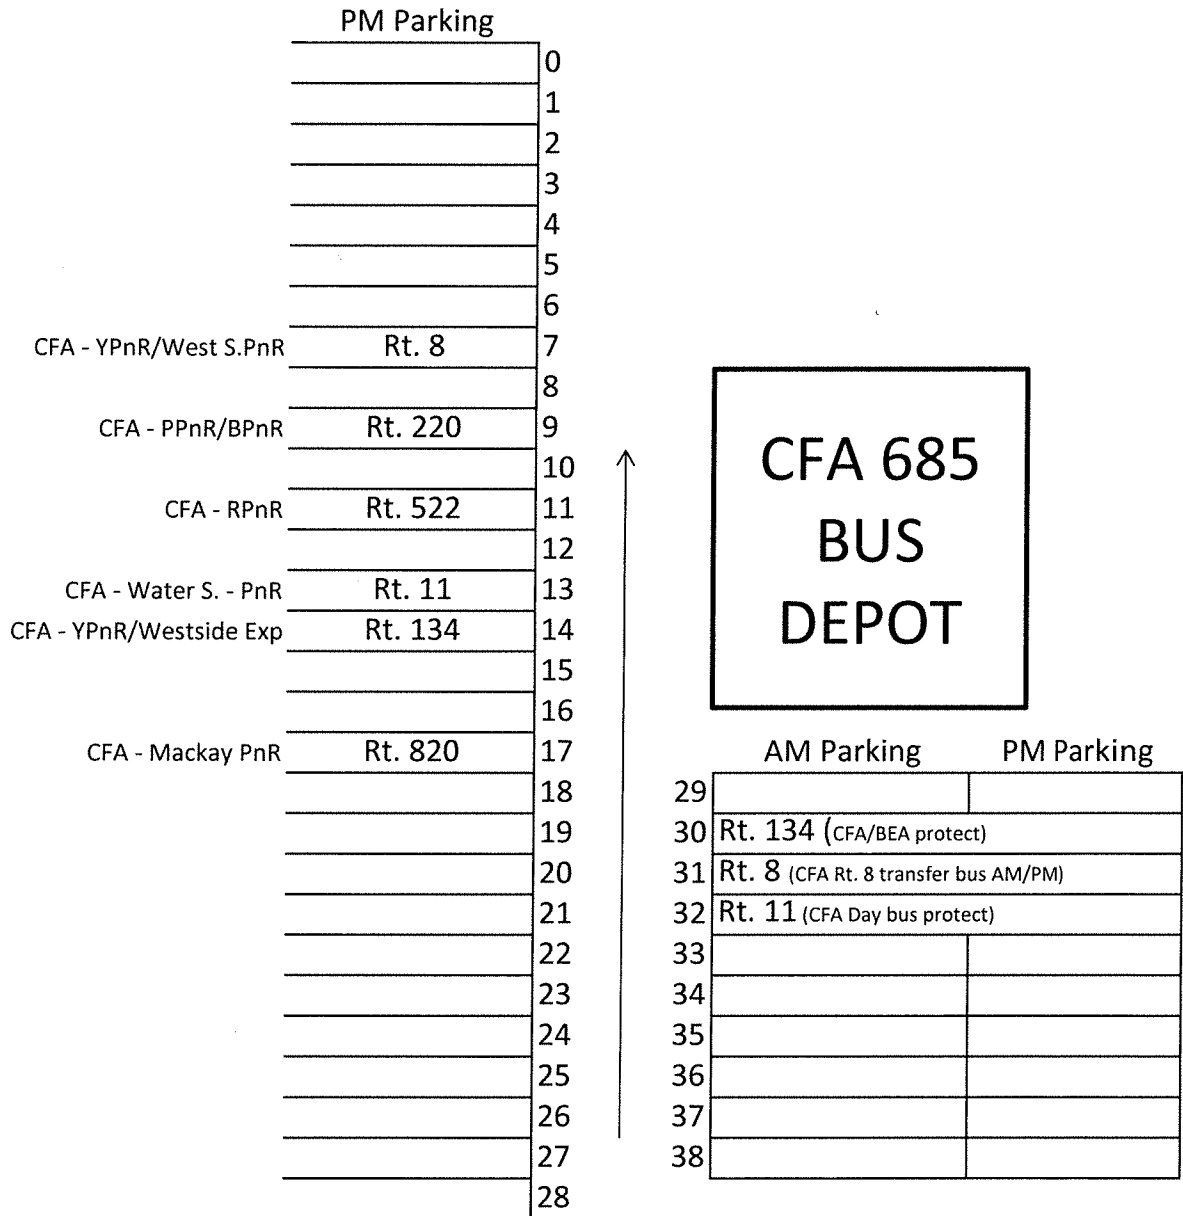 PM Parking
0
1
2
3
4
5
6
CFA - YPnR/West S.PnR Rt. 8 7
8
CFA - PPnR/BPnR Rt. 220 9
10
CFA - RPnR Rt. 522 11
12
CFA - Water S. - PnR Rt. 11 13
CFA - YPnR/Westside Exp Rt. 134 14
15
16
CFA - Mackay PnR Rt. 820 17
18
19
20
21
22
23
24
25
26
27
28
CFA 685
BUS
DEPOT
AM Parking PM Parking
29
30 Rt. 134 (CFA/BEA protect)
31 Rt. 8 (CFA Rt. 8 transfer bus AM/PM)
32 Rt. 11 (CFA Day bus protect)
33
34
35
36
37
38